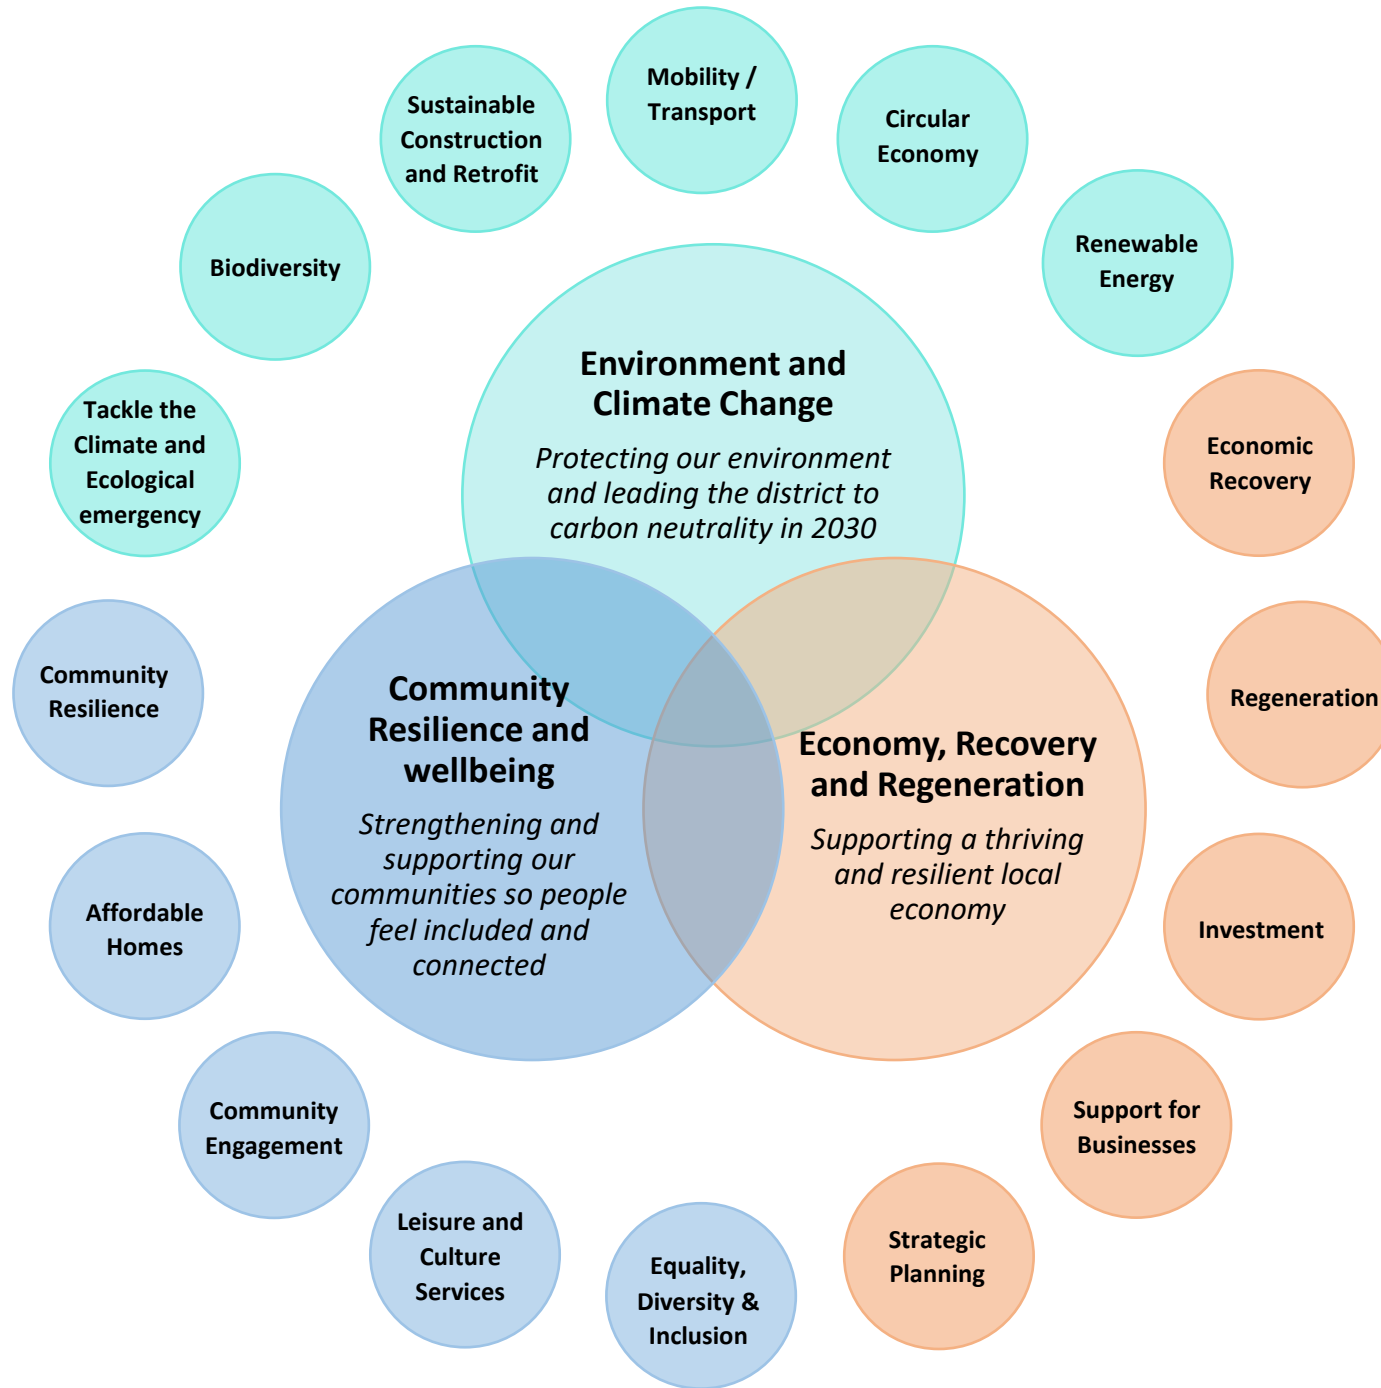 Mobility /
Transport
Sustainable
Construction
and Retrofit
Circular
Economy
Biodiversity
Renewable
Energy
Tackle the
Climate and
Ecological
emergency
Environment and
Climate Change
Protecting our environment
and leading the district to
carbon neutrality in 2030
Economic
Recovery
Community
Resilience
Community
Resilience and
wellbeing
Strengthening and
supporting our
communities so people
feel included and
connected
Economy, Recovery
and Regeneration
Supporting a thriving
and resilient local
economy
Regeneration
Affordable
Homes
Investment
Community
Engagement
Support for
Businesses
Leisure and
Culture
Services
Equality,
Diversity &
Inclusion
Strategic
Planning